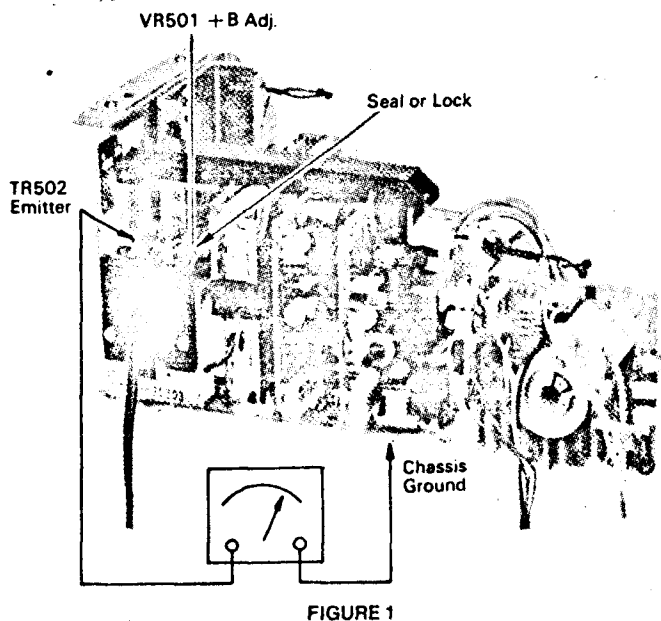 VR501 +B Adj.
Seal or Lock
TR502
Emitter
Chassis
Ground
FIGURE 1